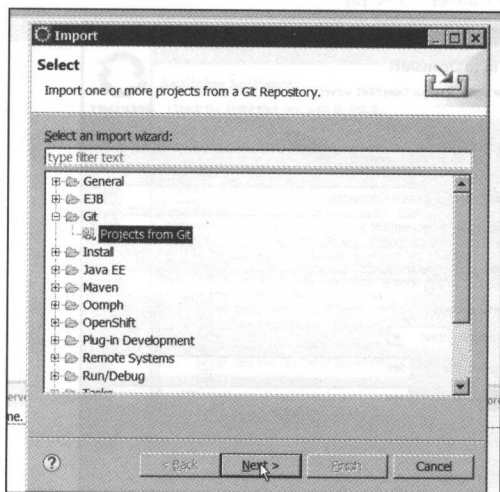 Import
Select
Import one or more projects from a Git Repository.
Select an import wizard:
type filter text
General
EJB
Git
Projects from Git
Install
Java EE
Maven
Oomph
OpenShift
Plug-in Development
Remote Systems
Run/Debug
Tasks
ne.
< Back
Next >
Finish
Cancel